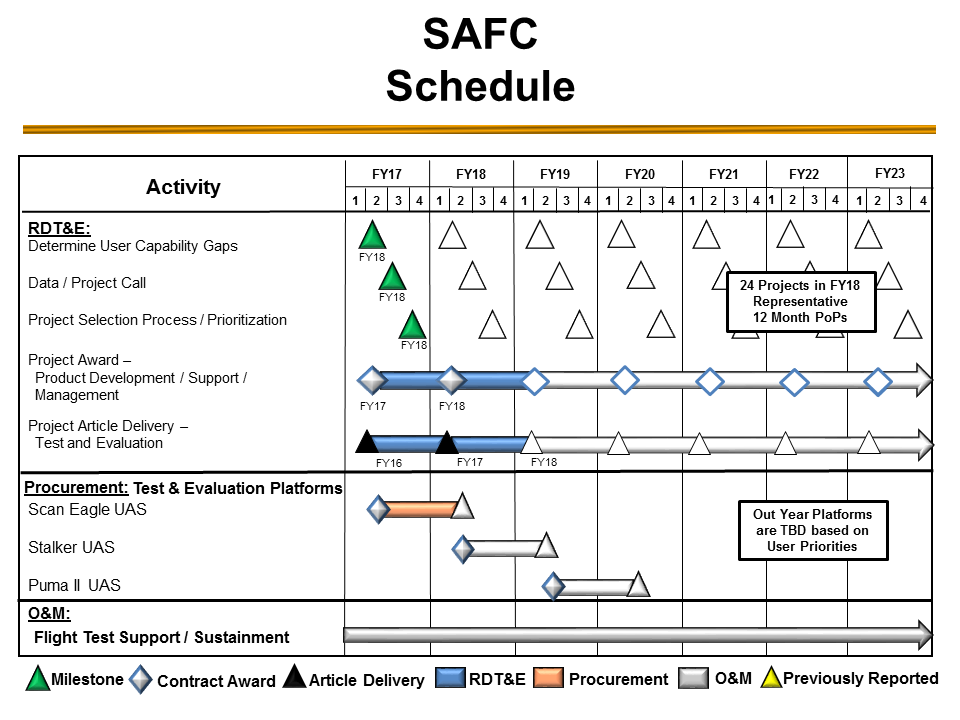 SAFC
Schedule
Activity
FY17 FY18 FY19 FY20 FY21 FY22 FY23
1 2 3 4 1 2 3 4 1 2 3 4 1 2 3 4 1 2 3 4 1 2 3 4 1 2 3 4
RDT&E:
Determine User Capability Gaps
FY18
Data / Project Call
FY18
24 Projects in FY18
Representative
12 Month PoPs
Project Selection Process / Prioritization
FY18
Project Award –
Product Development / Support /
Management
FY17 FY18
Project Article Delivery –
Test and Evaluation
FY16 FY17 FY18
Procurement: Test & Evaluation Platforms
Scan Eagle UAS
Stalker UAS
Puma II UAS
Out Year Platforms
are TBD based on
User Priorities
O&M:
Flight Test Support / Sustainment
Milestone Contract Award Article Delivery RDT&E Procurement O&M Previously Reported